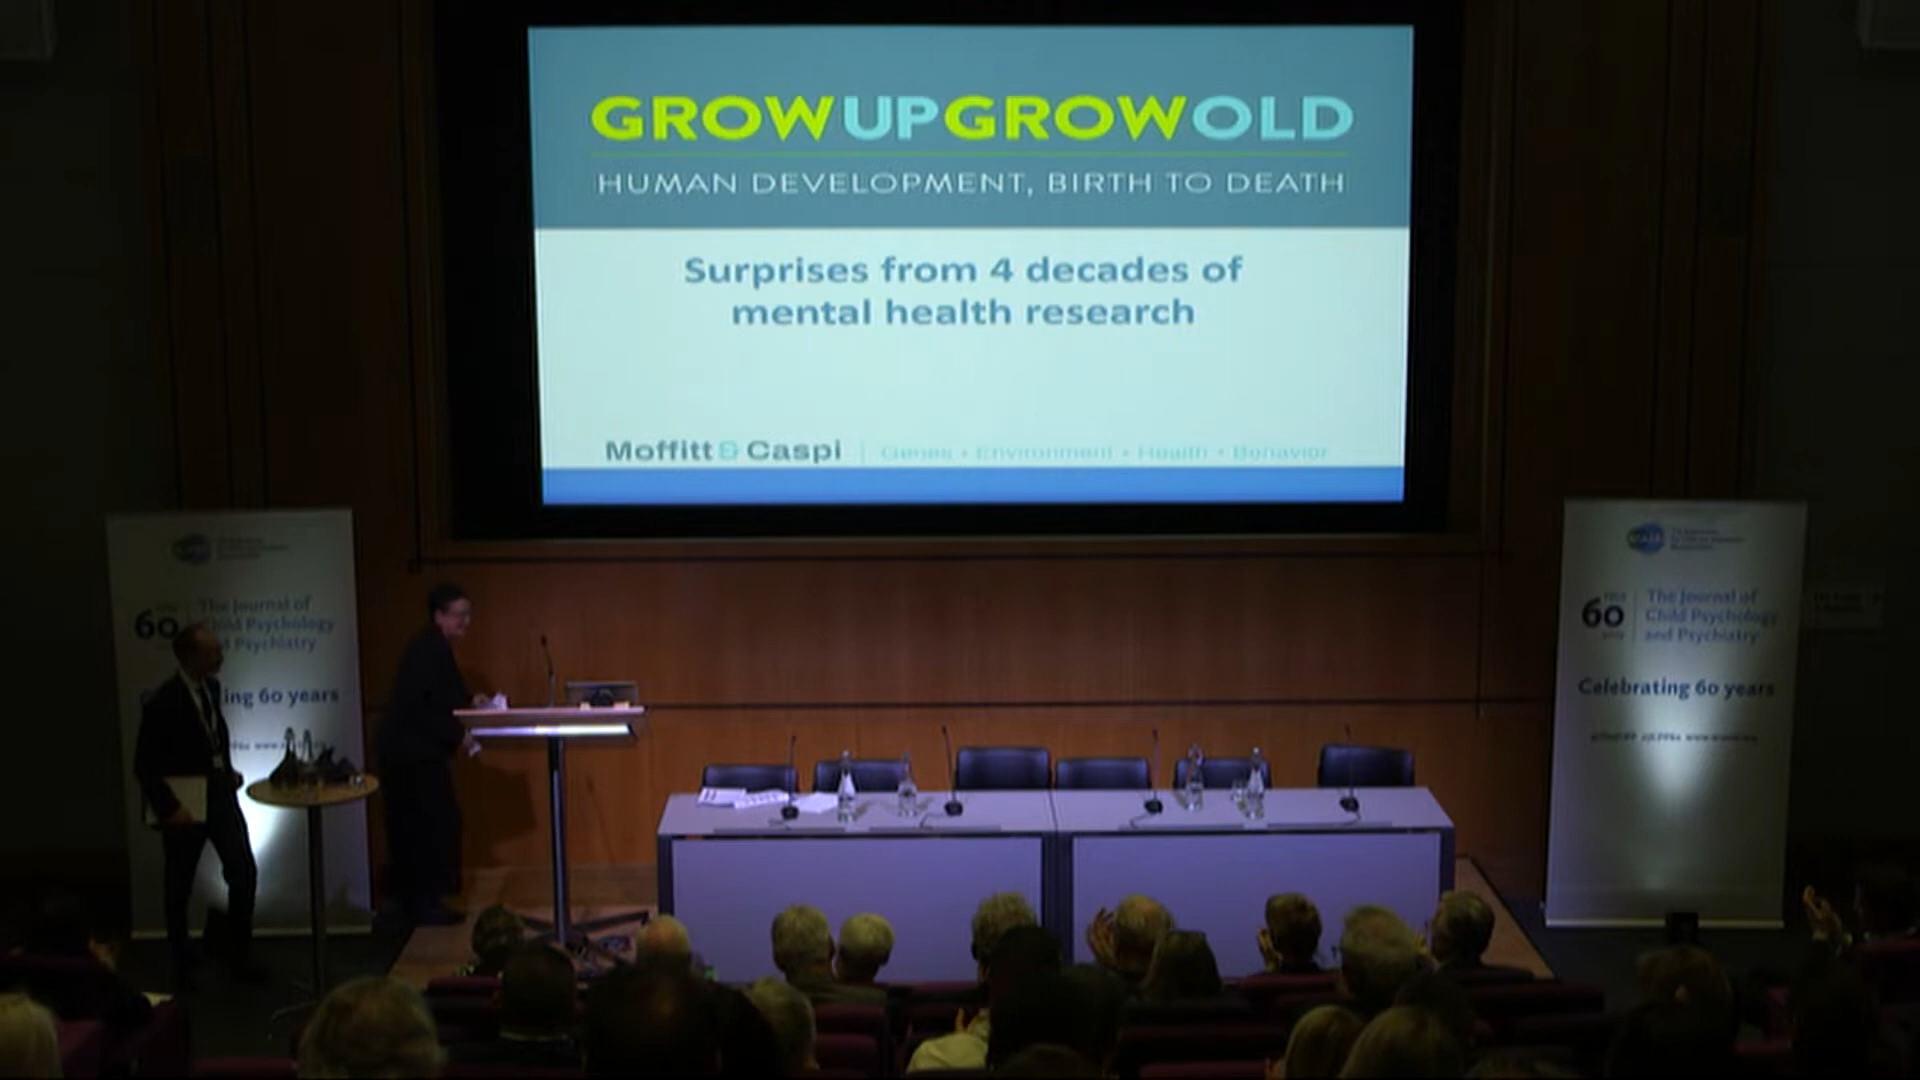 GROWUPGROWOLD
HUMAN DEVELOPMENT, BIRTH TO DEATH
Surprises from 4 decades of
mental health research
Moffitt & Caspi | Genes • Environment • Health • Behavior
60
The Journal of
Child Psychology
and Psychiatry
ing 60 years
60
The Journal of
Child Psychology
and Psychiatry
Celebrating 60 years